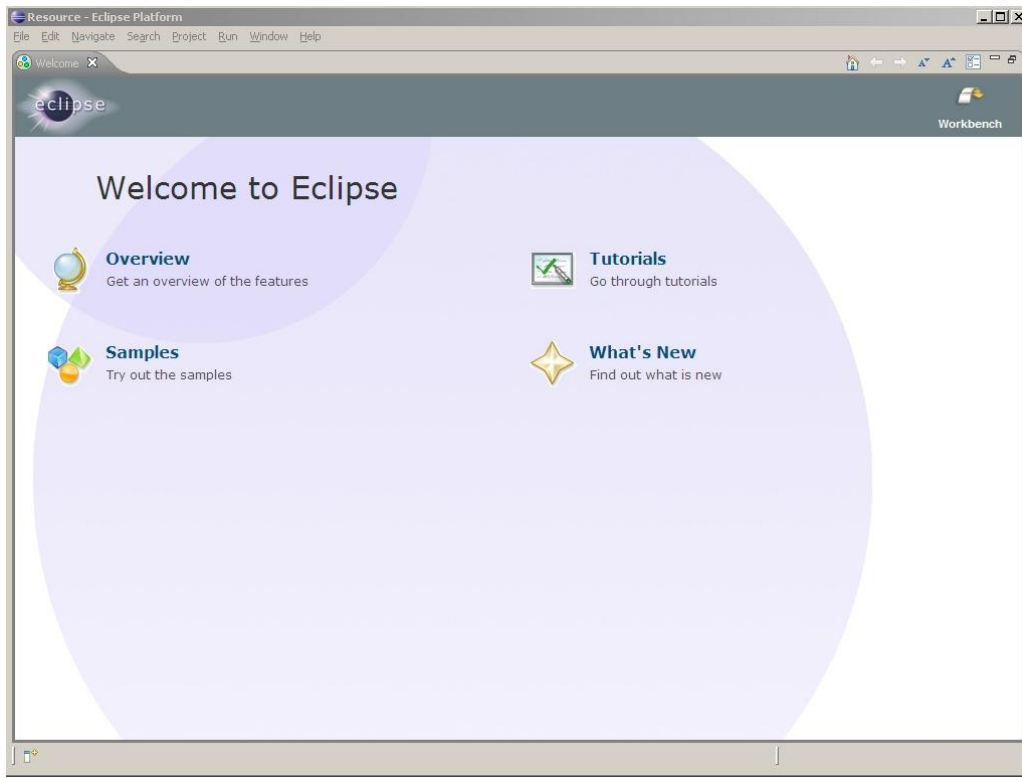 Resource - Eclipse Platform
File Edit Navigate Search Project Run Window Help
Welcome
eclipse
Workbench
Welcome to Eclipse
Overview
Get an overview of the features
Tutorials
Go through tutorials
Samples
Try out the samples
What's New
Find out what is new